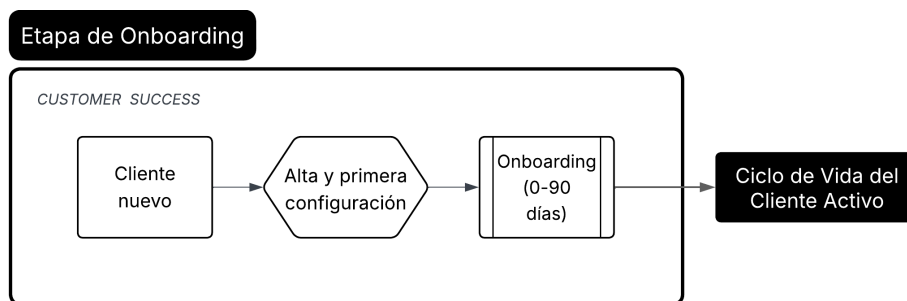 Etapa de Onboarding
CUSTOMER SUCCESS
Cliente
nuevo
Alta y primera
configuración
Onboarding
(0-90
días)
Ciclo de Vida del
Cliente Activo